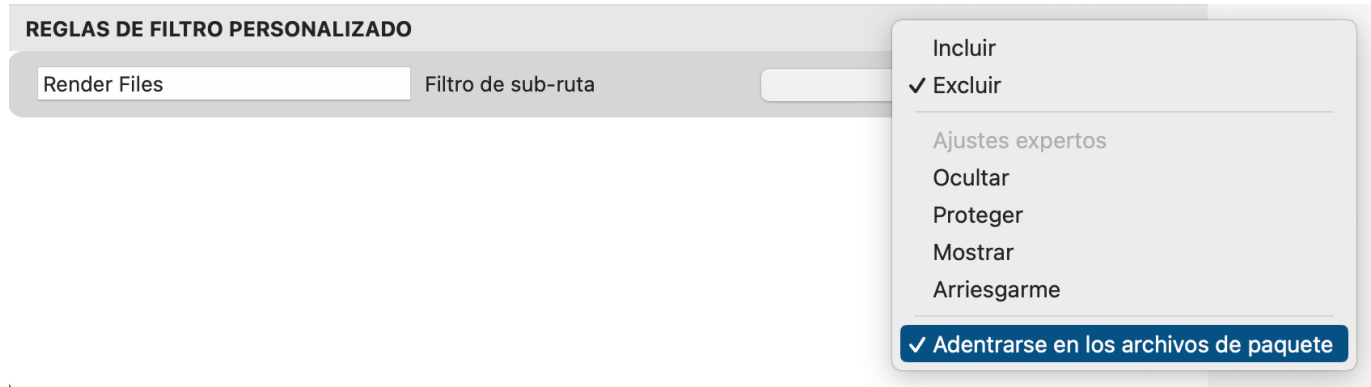 REGLAS DE FILTRO PERSONALIZADO
Render Files
Filtro de sub-ruta
Incluir
✓ Excluir
Ajustes expertos
Ocultar
Proteger
Mostrar
Arriesgarme
✓ Adentrarse en los archivos de paquete